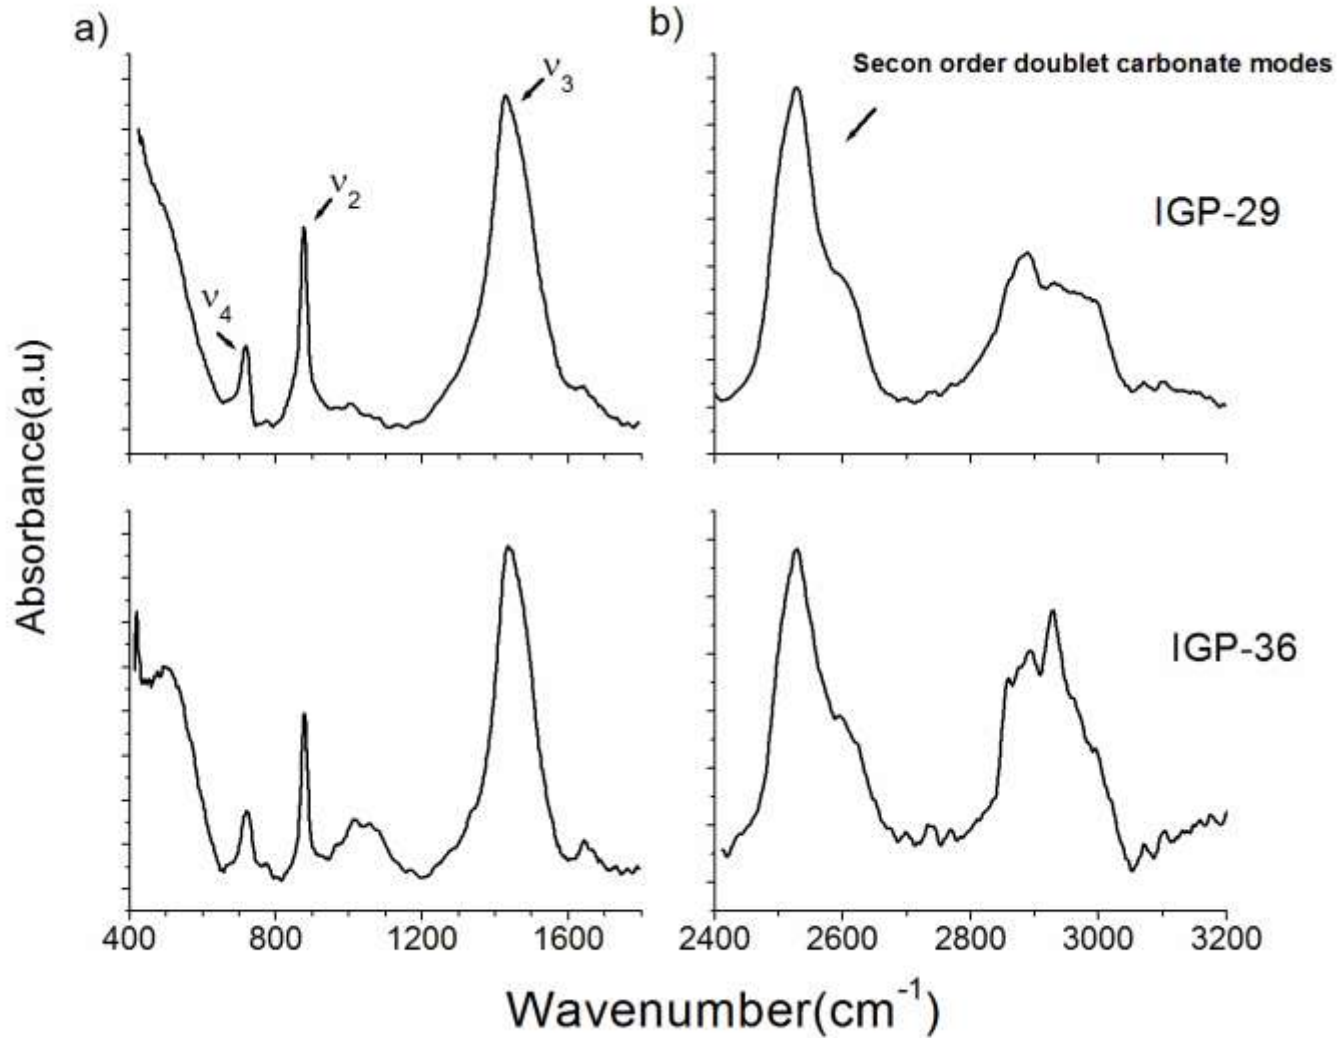 a)
b)
Secon order doublet carbonate modes
ν3
ν2
ν4
IGP-29
IGP-36
Absorbance(a.u)
400 800 1200 1600
2400 2600 2800 3000 3200
Wavenumber(cm-1)